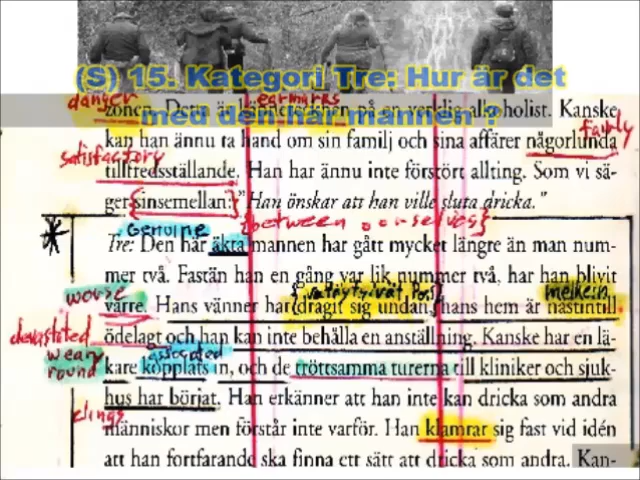 (S) 15. Kategori Tre: Hur är det
med den här mannen ?
danger
earmarks
zonen. Detta är på en verklig alkoholist. Kanske
family
kan han ännu ta hand om sin familj och sina affärer någorlunda
satisfactory
tillfredsställande. Han har ännu inte förstört allting. Som vi sä-
ger sinsemellan: "Han önskar att han ville sluta dricka."
Genuine {between ourselves}
Tre: Den här äkta mannen har gått mycket längre än man num-
mer två. Fastän han en gång var lik nummer två, har han blivit
worse
värre. Hans vänner har {dragit sig undan,} hans hem är nästintill
devastated
ödelagt och han kan inte behålla en anställning. Kanske har en lä-
weary
associated
round
kare kopplats in, och de tröttsamma turerna till kliniker och sjuk-
hus har börjat. Han erkänner att han inte kan dricka som andra
clings
människor men förstår inte varför. Han klamrar sig fast vid idén
att han fortfarande ska finna ett sätt att dricka som andra. Kan-